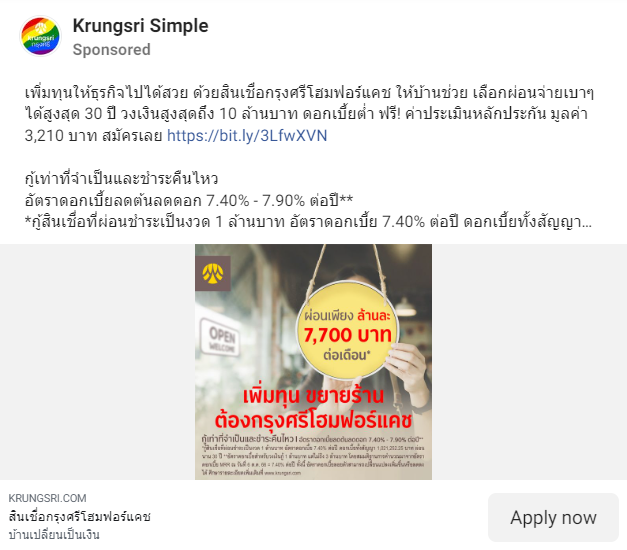 Krungsri Simple
Krungsri
กรุงศรี
Sponsored
เพิ่มทุนให้ธุรกิจไปได้สวย ด้วยสินเชื่อกรุงศรีโฮมฟอร์แคช ให้บ้านช่วย เลือกผ่อนจ่ายเบาๆ
ได้สูงสุด 30 ปี วงเงินสูงสุดถึง 10 ล้านบาท ดอกเบี้ยต่ำ ฟรี! ค่าประเมินหลักประกัน มูลค่า
3,210 บาท สมัครเลย https://bit.ly/3LfwXVN
กู้เท่าที่จำเป็นและชำระคืนไหว
อัตราดอกเบี้ยลดต้นลดดอก 7.40% - 7.90% ต่อปี**
*กู้สินเชื่อที่ผ่อนชำระเป็นงวด 1 ล้านบาท อัตราดอกเบี้ย 7.40% ต่อปี ดอกเบี้ยทั้งสัญญา...
ผ่อนเพียง ล้านละ
7,700 บาท
ต่อเดือน*
OPEN
WELCOME
เพิ่มทุน ขยายร้าน
ต้องกรุงศรีโฮมฟอร์แคช
กู้เท่าที่จำเป็นและชำระคืนไหว | อัตราดอกเบี้ยลดต้นลดดอก 7.40% - 7.90% ต่อปี**
KRUNGSRI.COM
สินเชื่อกรุงศรีโฮมฟอร์แคช
บ้านเปลี่ยนเป็นเงิน
Apply now